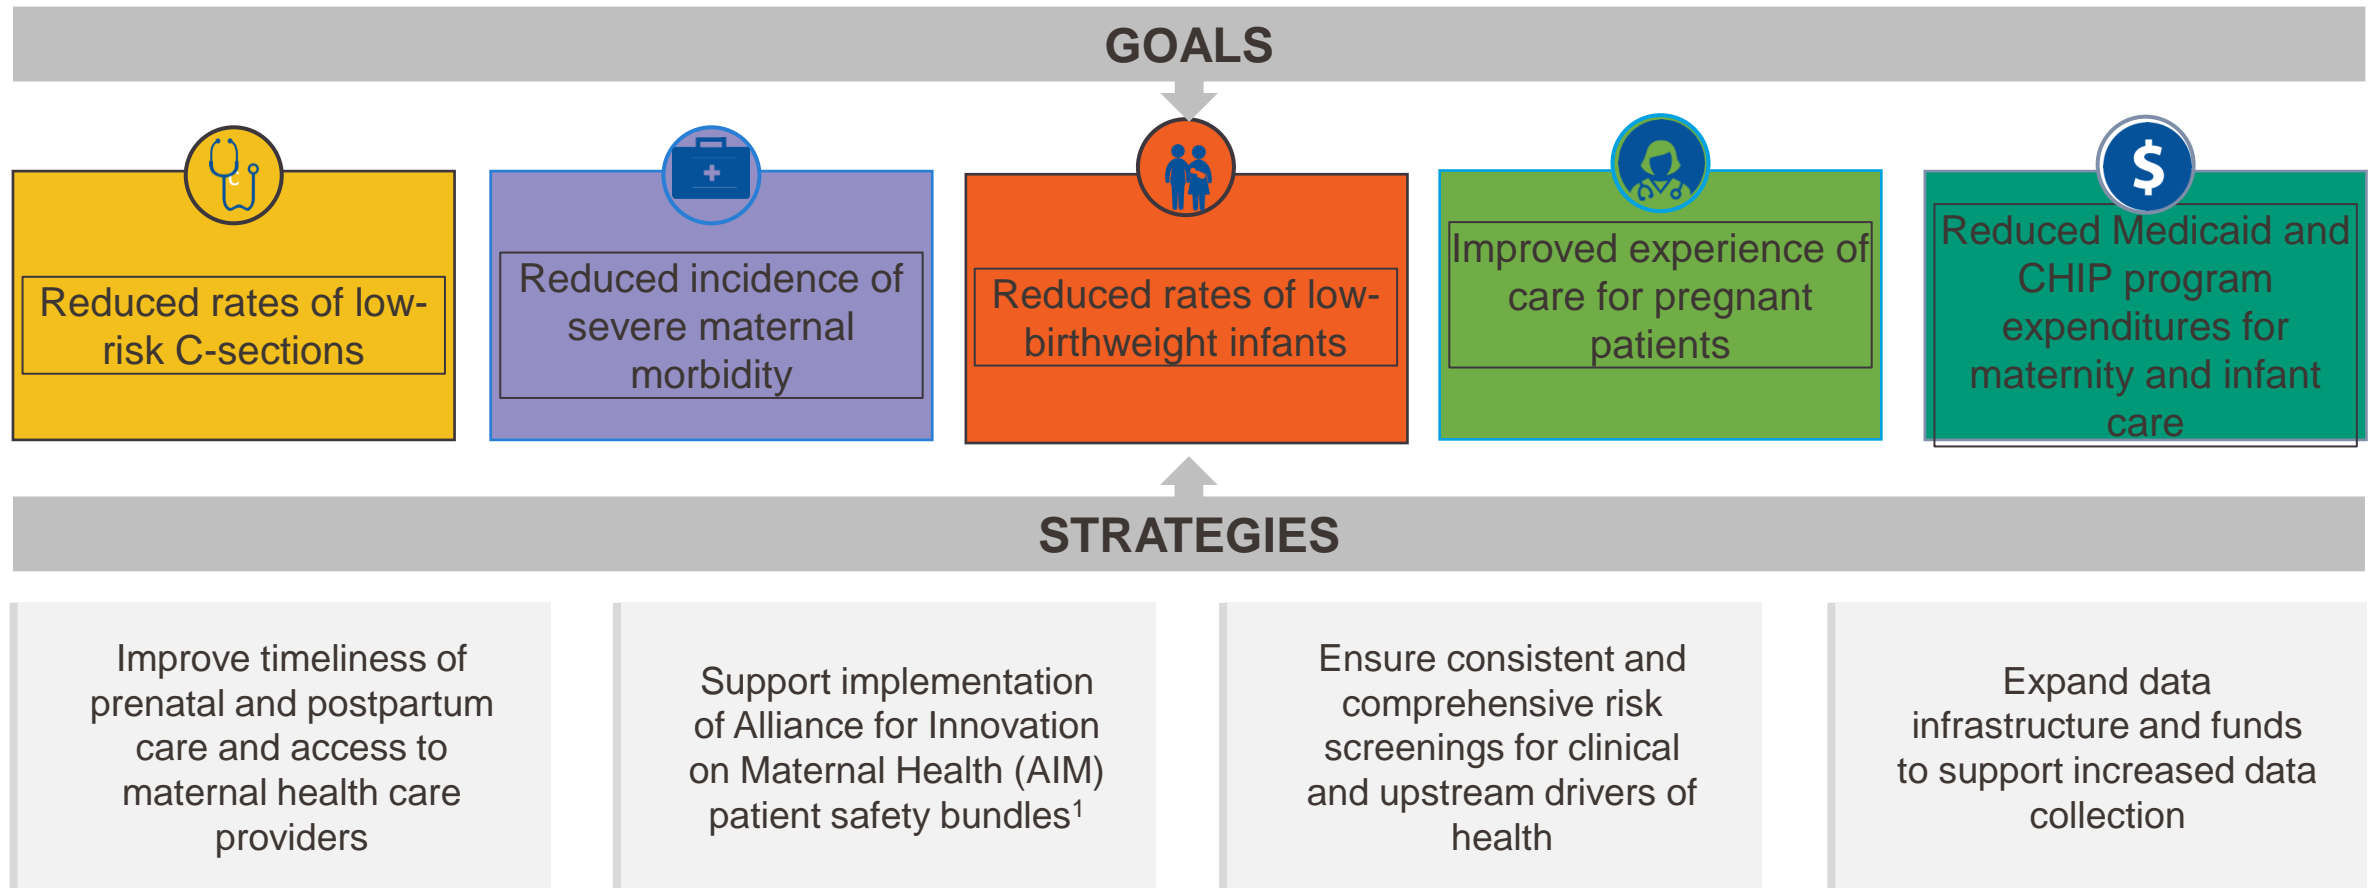 GOALS
C
Reduced rates of low-
risk C-sections
Reduced incidence of
severe maternal
morbidity
Reduced rates of low-
birthweight infants
Improved experience of
care for pregnant
patients
$
Reduced Medicaid and
CHIP program
expenditures for
maternity and infant
care
STRATEGIES
Improve timeliness of
prenatal and postpartum
care and access to
maternal health care
providers
Support implementation
of Alliance for Innovation
on Maternal Health (AIM)
patient safety bundles¹
Ensure consistent and
comprehensive risk
screenings for clinical
and upstream drivers of
health
Expand data
infrastructure and funds
to support increased data
collection